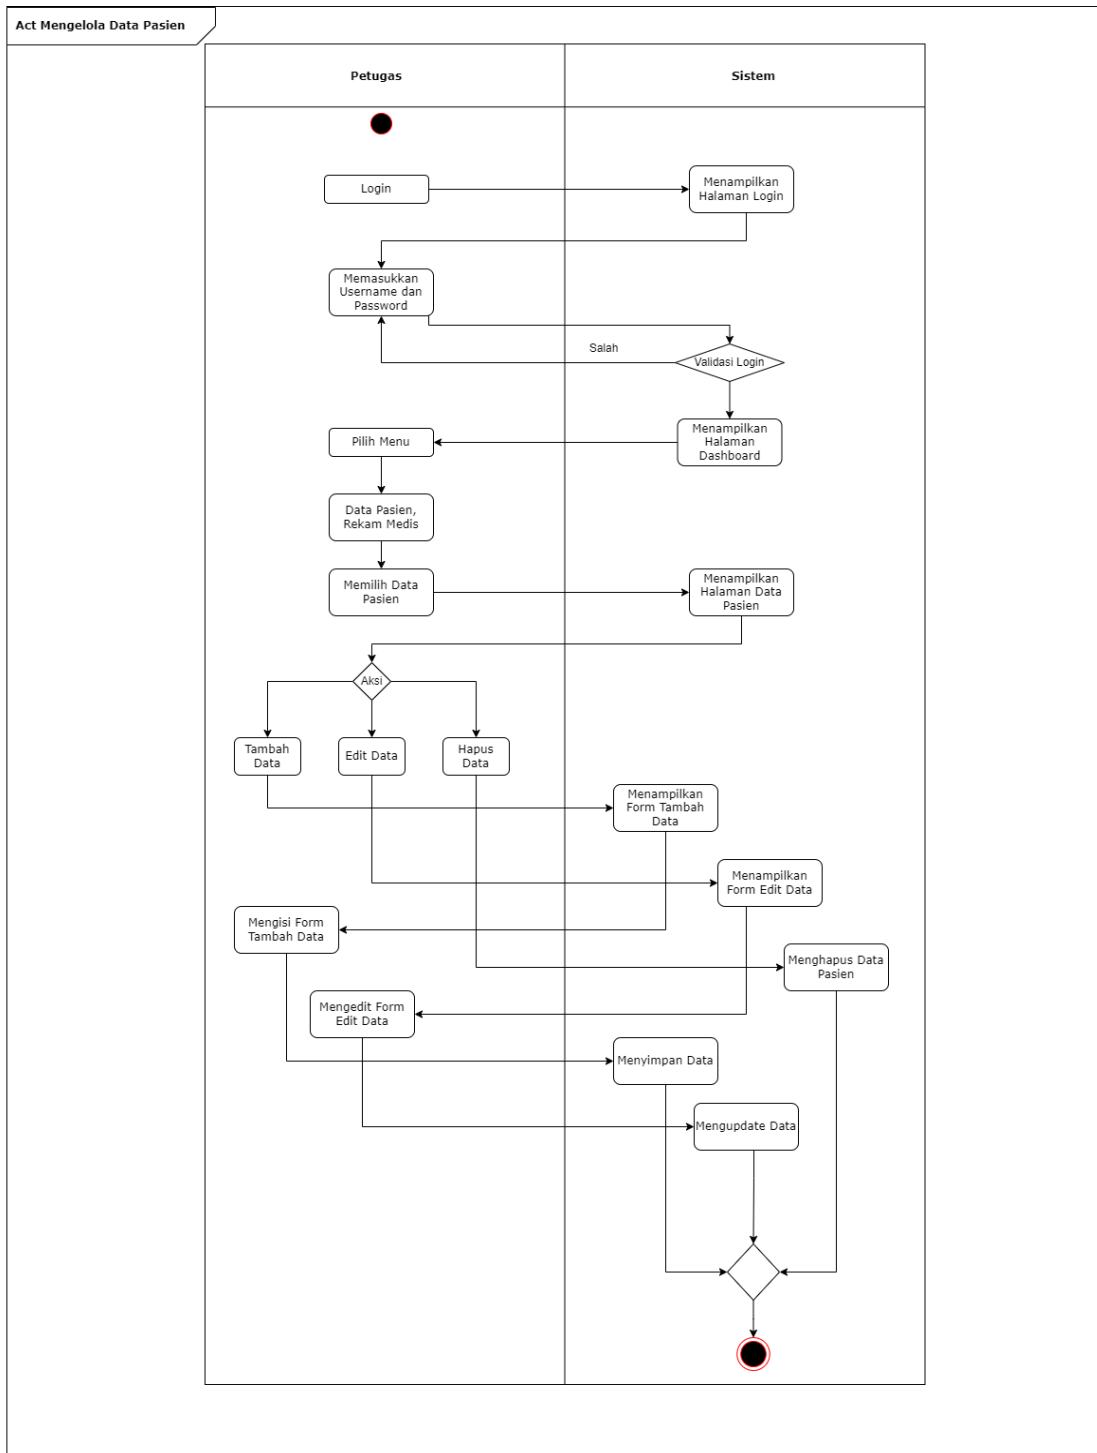 Act Mengelola Data Pasien
Petugas
Sistem
Login
Menampilkan
Halaman Login
Memasukkan
Username dan
Password
Salah
Validasi Login
Menampilkan
Halaman
Dashboard
Pilih Menu
Data Pasien,
Rekam Medis
Memilih Data
Pasien
Menampilkan
Halaman Data
Pasien
Aksi
Tambah
Data
Edit Data
Hapus
Data
Menampilkan
Form Tambah
Data
Menampilkan
Form Edit Data
Mengisi Form
Tambah Data
Menghapus Data
Pasien
Mengedit Form
Edit Data
Menyimpan Data
Mengupdate Data